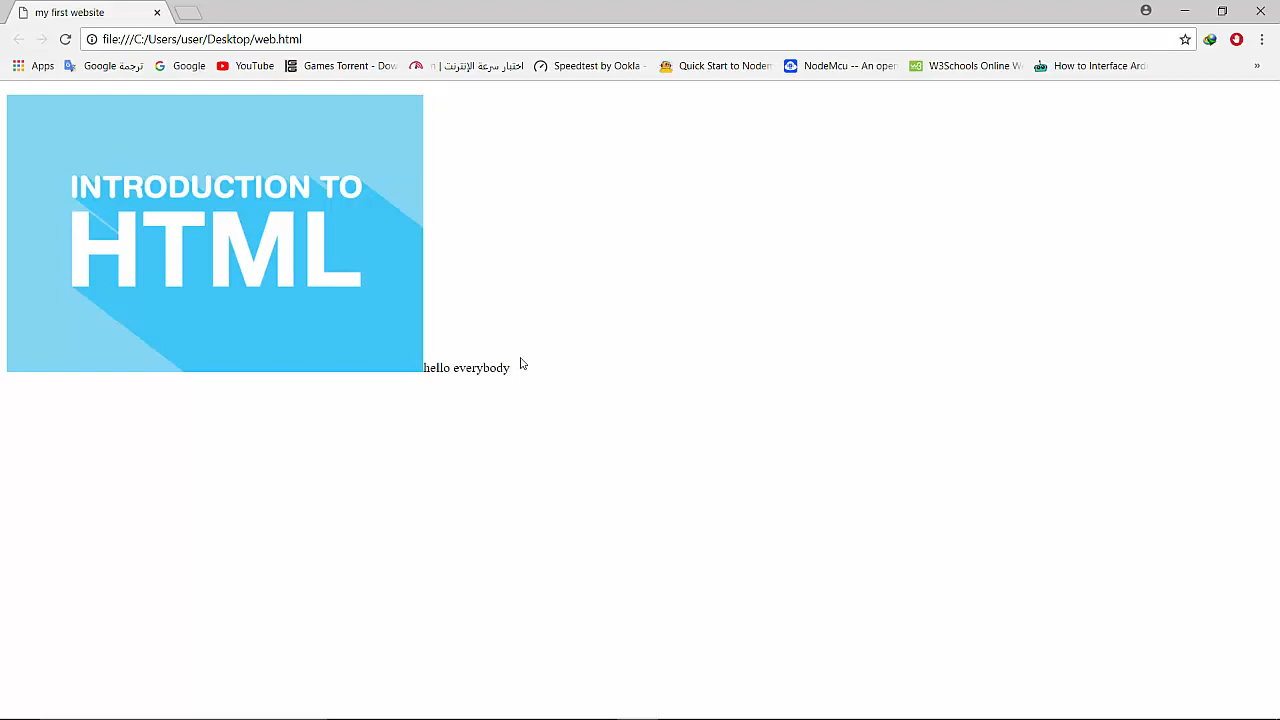 my first website
file:///C:/Users/user/Desktop/web.html
Apps
ترجمة Google
Google
YouTube
Games Torrent - Dow
اختبار سرعة الإنترنت | n
Speedtest by Ookla -
Quick Start to Nodem
NodeMcu -- An open
W3Schools Online W
How to Interface Ard
»
INTRODUCTION TO
HTML
hello everybody